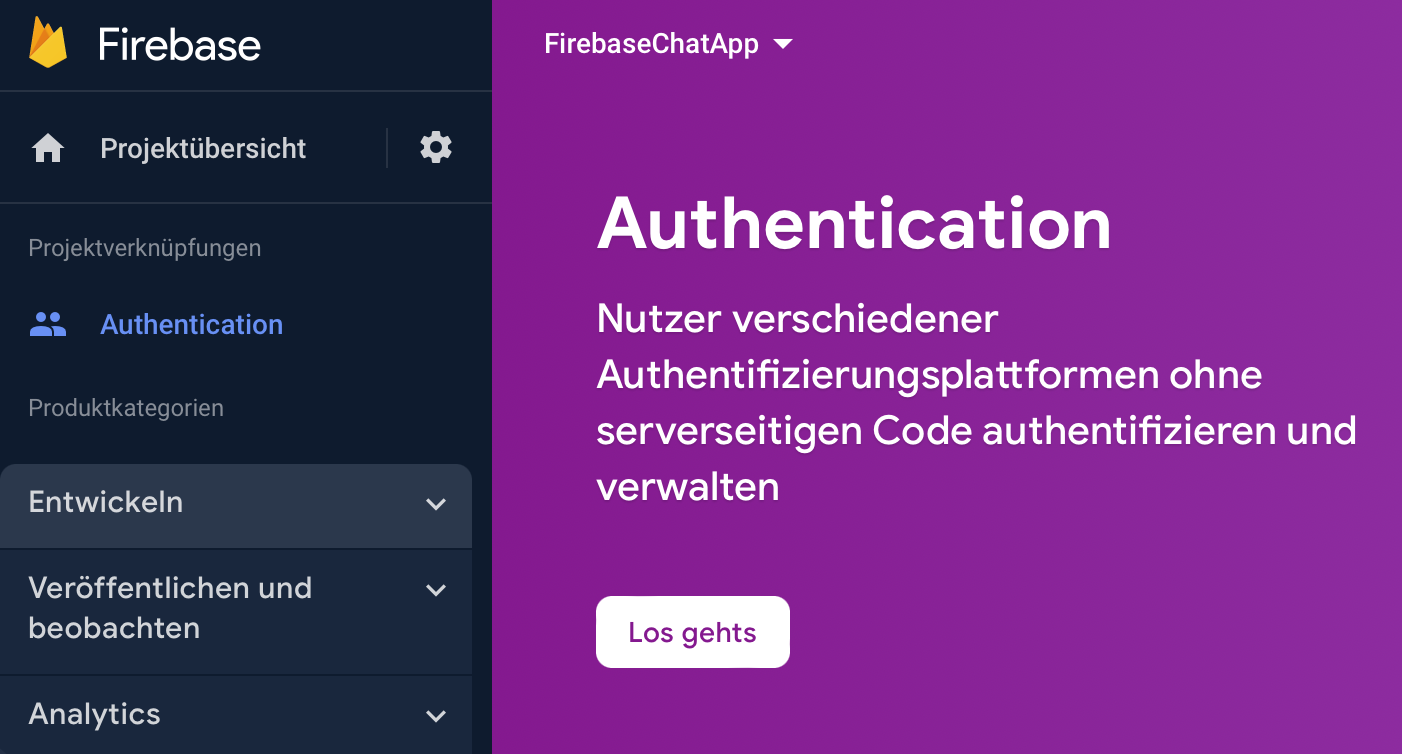 Firebase
Projektübersicht
Projektverknüpfungen
Authentication
Produktkategorien
Entwickeln
Veröffentlichen und
beobachten
Analytics
FirebaseChatApp
Authentication
Nutzer verschiedener
Authentifizierungsplattformen ohne
serverseitigen Code authentifizieren und
verwalten
Los gehts